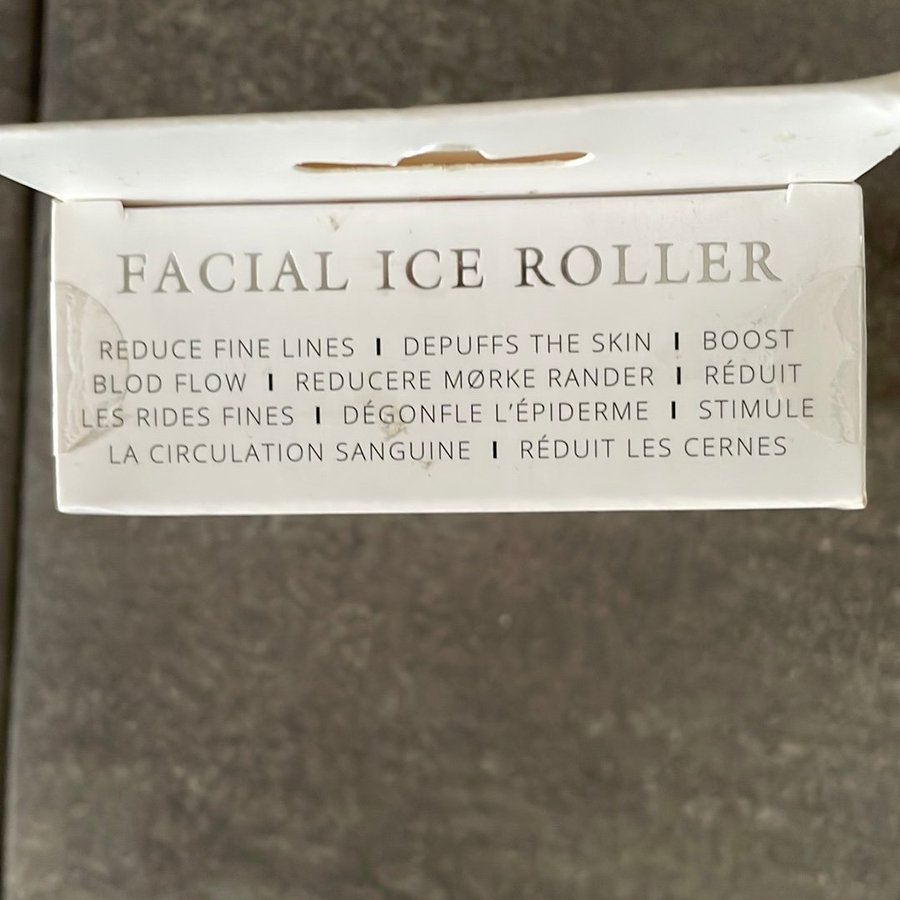 FACIAL ICE ROLLER
REDUCE FINE LINES I DEPUFFS THE SKIN I BOOST
BLOD FLOW I REDUCERE MØRKE RANDER I RÉDUIT
LES RIDES FINES I DÉGONFLE L'ÉPIDERME I STIMULE
LA CIRCULATION SANGUINE I RÉDUIT LES CERNES